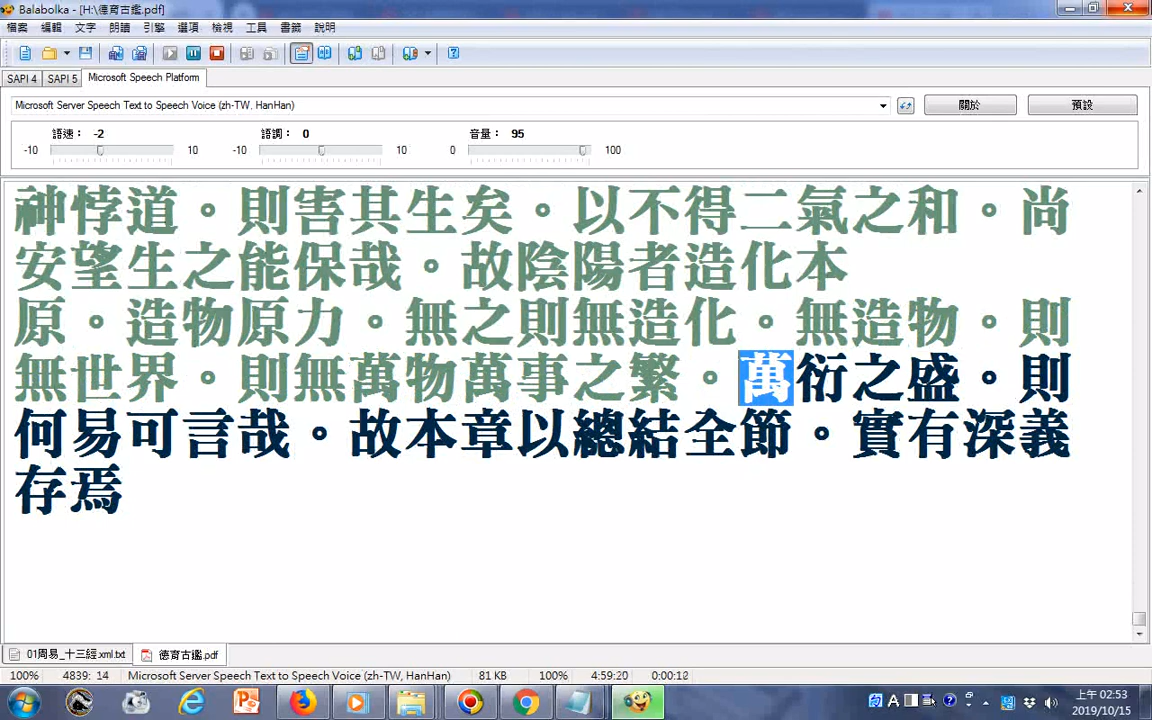 Balabolka - [H:\德育古鑑.pdf]
檔案 編輯 文字 朗讀 引擎 選項 檢視 工具 書籤 說明
SAPI 4 SAPI 5 Microsoft Speech Platform
Microsoft Server Speech Text to Speech Voice (zh-TW, HanHan) 關於 預設
語速： -2 語調： 0 音量： 95
-10 10 -10 10 0 100
神悖道。則害其生矣。以不得二氣之和。尚
安望生之能保哉。故陰陽者造化本
原。造物原力。無之則無造化。無造物。則
無世界。則無萬物萬事之繁。萬衍之盛。則
何易可言哉。故本章以總結全節。實有深義
存焉
01周易_十三經.xml.txt 德育古鑑.pdf
100% 4839: 14 Microsoft Server Speech Text to Speech Voice (zh-TW, HanHan) 81 KB 100% 4:59:20 0:00:12
上午 02:53
2019/10/15